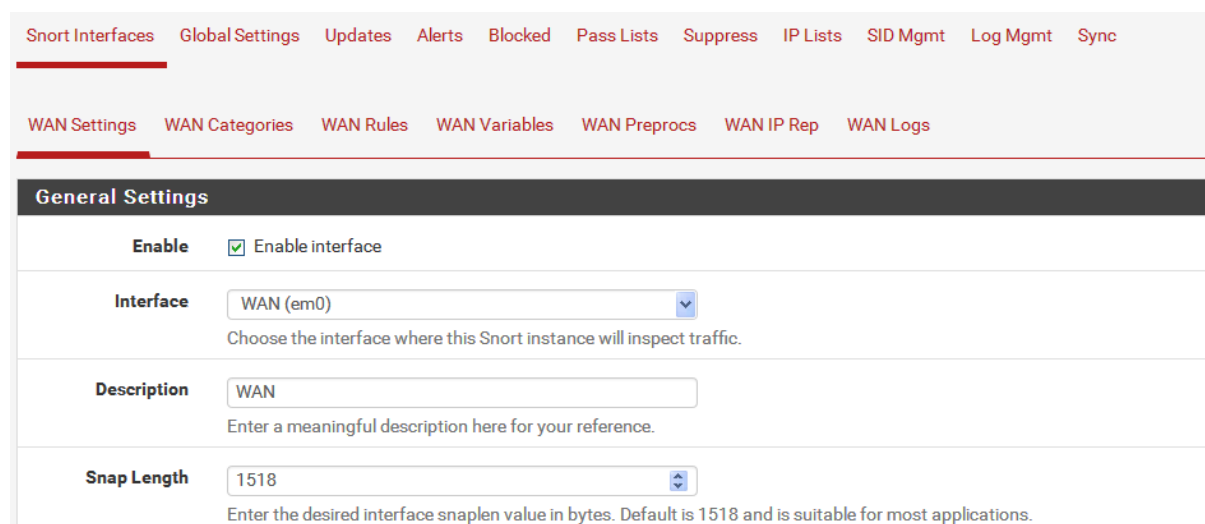 Snort Interfaces Global Settings Updates Alerts Blocked Pass Lists Suppress IP Lists SID Mgmt Log Mgmt Sync
WAN Settings WAN Categories WAN Rules WAN Variables WAN Preprocs WAN IP Rep WAN Logs
General Settings
Enable Enable interface
Interface WAN (em0)
Choose the interface where this Snort instance will inspect traffic.
Description WAN
Enter a meaningful description here for your reference.
Snap Length 1518
Enter the desired interface snaplen value in bytes. Default is 1518 and is suitable for most applications.